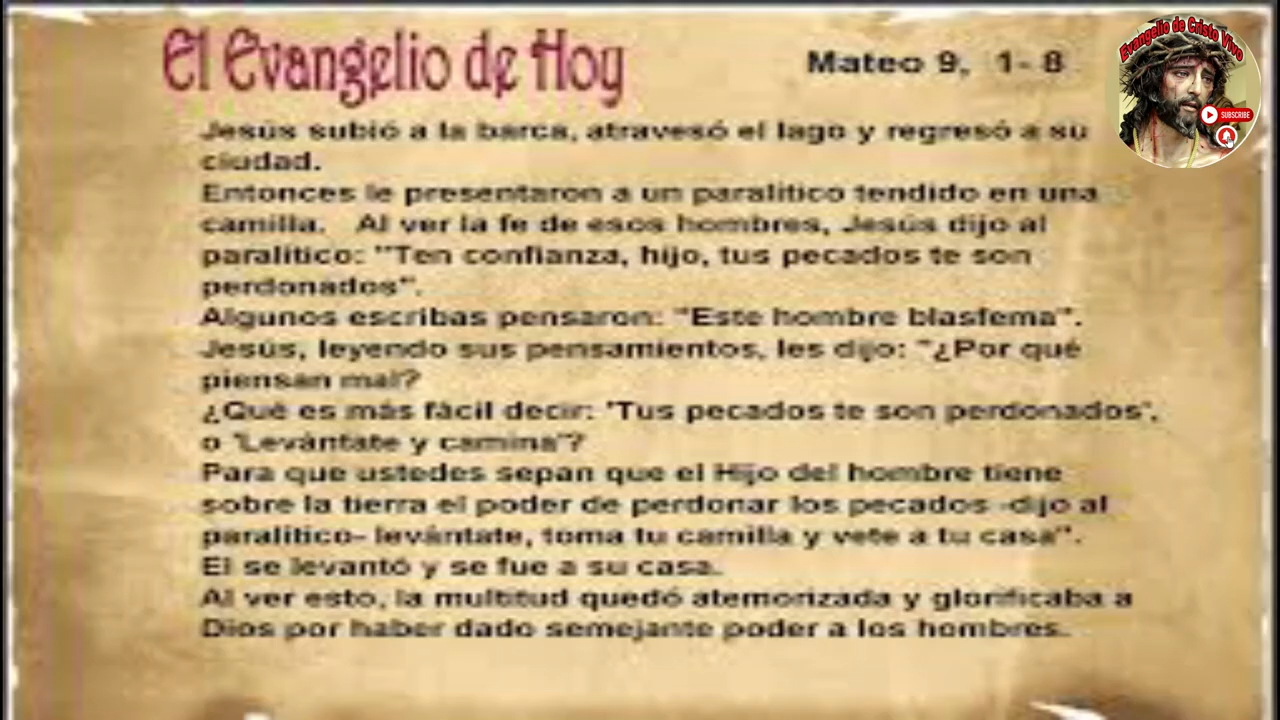 El Evangelio de Hoy
Mateo 9, 1- 8
Evangelio de Cristo Vivo
SUBSCRIBE
Jesús subió a la barca, atravesó el lago y regresó a su
ciudad.
Entonces le presentaron a un paralítico tendido en una
camilla. Al ver la fe de esos hombres, Jesús dijo al
paralítico: "Ten confianza, hijo, tus pecados te son
perdonados".
Algunos escribas pensaron: "Este hombre blasfema".
Jesús, leyendo sus pensamientos, les dijo: "¿Por qué
piensan mal?
¿Qué es más fácil decir: 'Tus pecados te son perdonados',
o 'Levántate y camina'?
Para que ustedes sepan que el Hijo del hombre tiene
sobre la tierra el poder de perdonar los pecados -dijo al
paralítico- levántate, toma tu camilla y vete a tu casa".
El se levantó y se fue a su casa.
Al ver esto, la multitud quedó atemorizada y glorificaba a
Dios por haber dado semejante poder a los hombres.